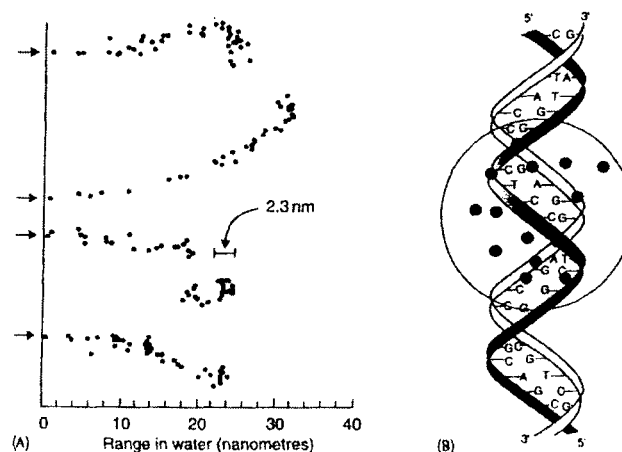 2.3 nm
0 10 20 30 40
Range in water (nanometres)
(A)
5' 3'
C G
T A
A T
C G
C G
C G
T A
C G
C G
A T
G C
C G
G C
C G
A T
G C
C G
3' 5'
(B)